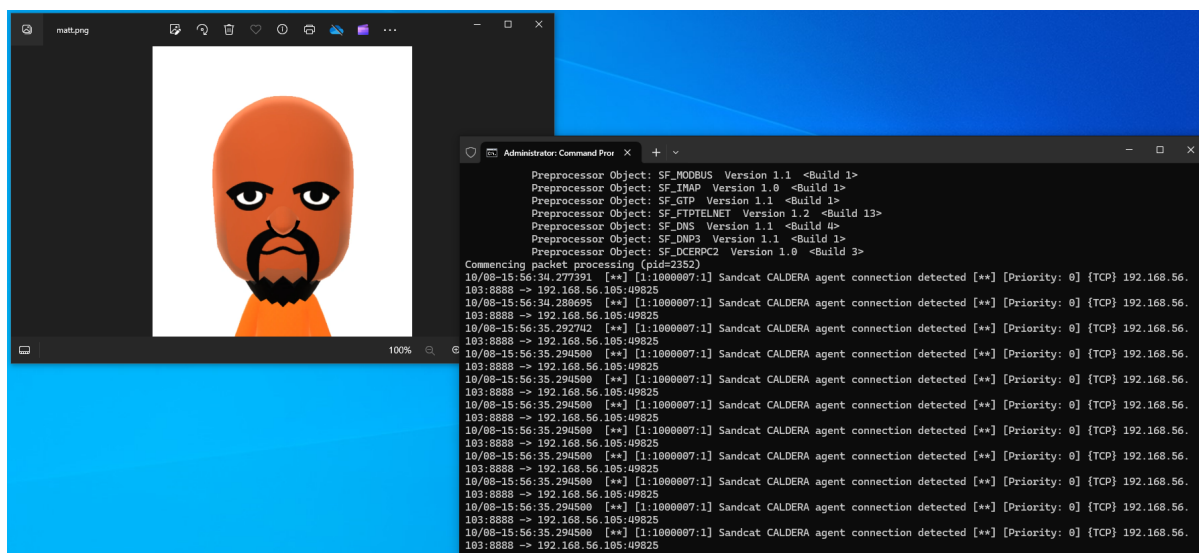 matt.png
100%
Administrator: Command Pror
Preprocessor Object: SF_MODBUS  Version 1.1  <Build 1>
Preprocessor Object: SF_IMAP  Version 1.0  <Build 1>
Preprocessor Object: SF_GTP  Version 1.1  <Build 1>
Preprocessor Object: SF_FTPTELNET  Version 1.2  <Build 13>
Preprocessor Object: SF_DNS  Version 1.1  <Build 4>
Preprocessor Object: SF_DNP3  Version 1.1  <Build 1>
Preprocessor Object: SF_DCERPC2  Version 1.0  <Build 3>
Commencing packet processing (pid=2352)
10/08-15:56:34.277391  [**] [1:1000007:1] Sandcat CALDERA agent connection detected [**] [Priority: 0] {TCP} 192.168.56.
103:8888 -> 192.168.56.105:49825
10/08-15:56:34.280695  [**] [1:1000007:1] Sandcat CALDERA agent connection detected [**] [Priority: 0] {TCP} 192.168.56.
103:8888 -> 192.168.56.105:49825
10/08-15:56:35.292742  [**] [1:1000007:1] Sandcat CALDERA agent connection detected [**] [Priority: 0] {TCP} 192.168.56.
103:8888 -> 192.168.56.105:49825
10/08-15:56:35.294500  [**] [1:1000007:1] Sandcat CALDERA agent connection detected [**] [Priority: 0] {TCP} 192.168.56.
103:8888 -> 192.168.56.105:49825
10/08-15:56:35.294500  [**] [1:1000007:1] Sandcat CALDERA agent connection detected [**] [Priority: 0] {TCP} 192.168.56.
103:8888 -> 192.168.56.105:49825
10/08-15:56:35.294500  [**] [1:1000007:1] Sandcat CALDERA agent connection detected [**] [Priority: 0] {TCP} 192.168.56.
103:8888 -> 192.168.56.105:49825
10/08-15:56:35.294500  [**] [1:1000007:1] Sandcat CALDERA agent connection detected [**] [Priority: 0] {TCP} 192.168.56.
103:8888 -> 192.168.56.105:49825
10/08-15:56:35.294500  [**] [1:1000007:1] Sandcat CALDERA agent connection detected [**] [Priority: 0] {TCP} 192.168.56.
103:8888 -> 192.168.56.105:49825
10/08-15:56:35.294500  [**] [1:1000007:1] Sandcat CALDERA agent connection detected [**] [Priority: 0] {TCP} 192.168.56.
103:8888 -> 192.168.56.105:49825
10/08-15:56:35.294500  [**] [1:1000007:1] Sandcat CALDERA agent connection detected [**] [Priority: 0] {TCP} 192.168.56.
103:8888 -> 192.168.56.105:49825
10/08-15:56:35.294500  [**] [1:1000007:1] Sandcat CALDERA agent connection detected [**] [Priority: 0] {TCP} 192.168.56.
103:8888 -> 192.168.56.105:49825